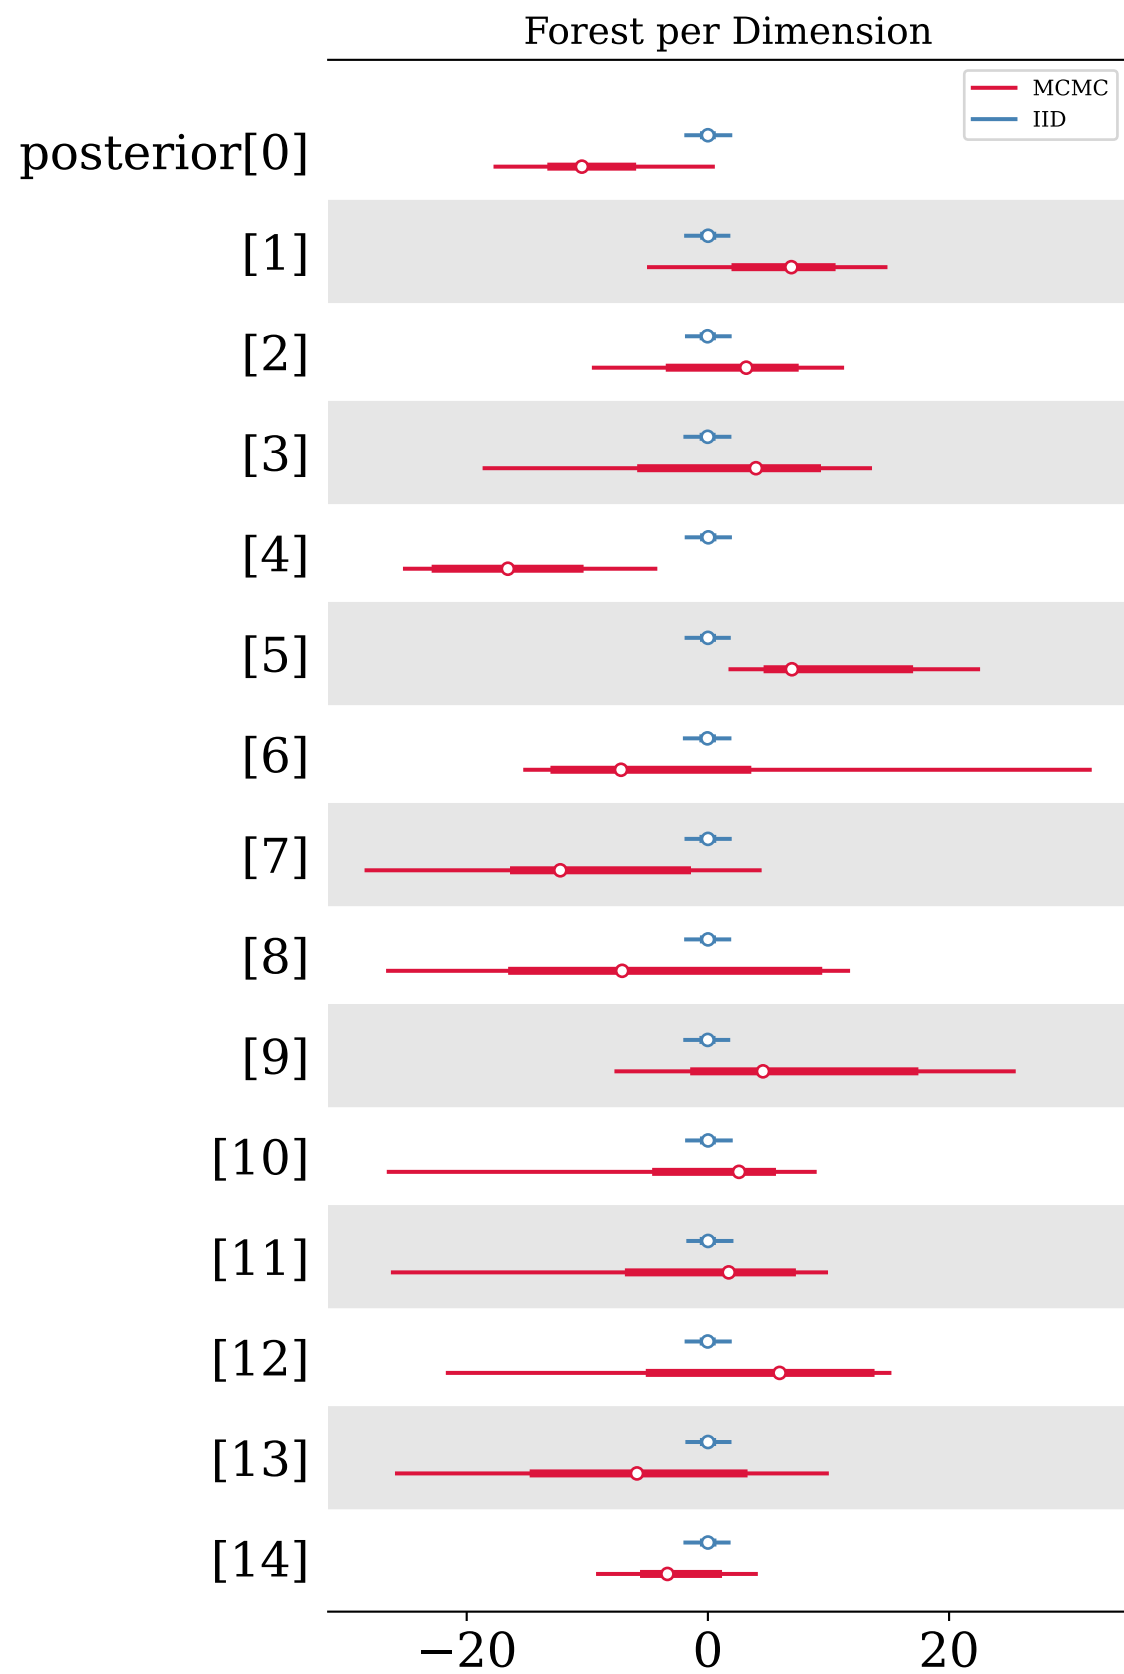 Forest per Dimension
MCMC
IID
posterior[0]
[1]
[2]
[3]
[4]
[5]
[6]
[7]
[8]
[9]
[10]
[11]
[12]
[13]
[14]
−20 0 20